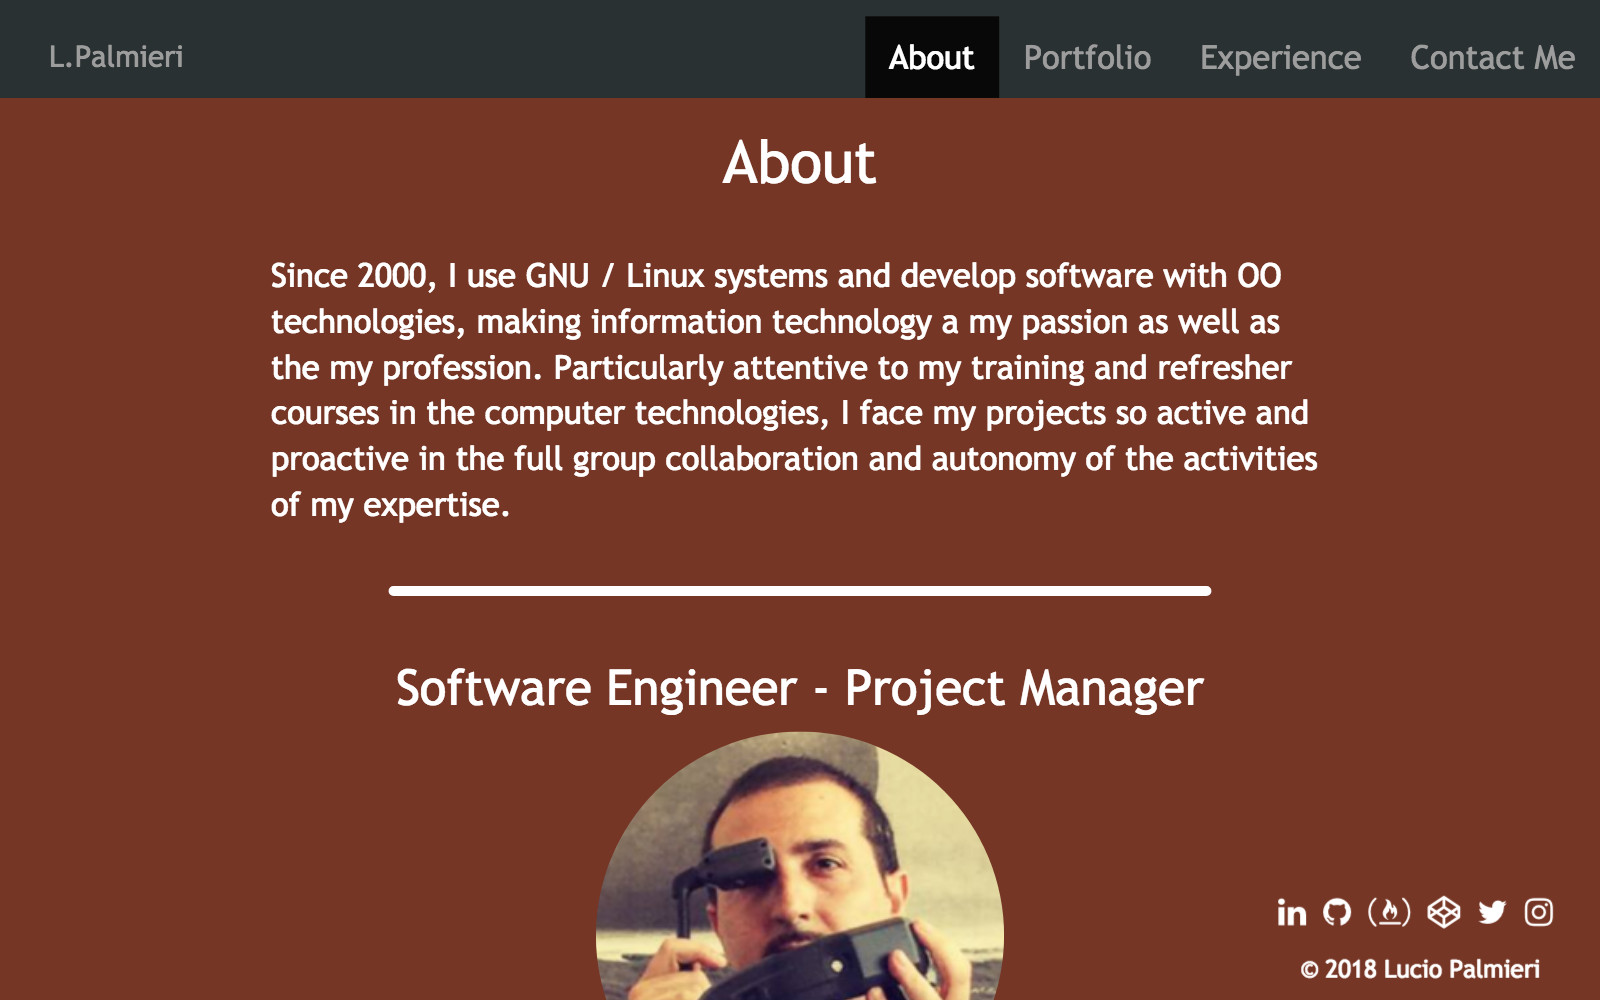 L.Palmieri
About
Portfolio
Experience
Contact Me
About
Since 2000, I use GNU / Linux systems and develop software with OO
technologies, making information technology a my passion as well as
the my profession. Particularly attentive to my training and refresher
courses in the computer technologies, I face my projects so active and
proactive in the full group collaboration and autonomy of the activities
of my expertise.
Software Engineer - Project Manager
© 2018 Lucio Palmieri